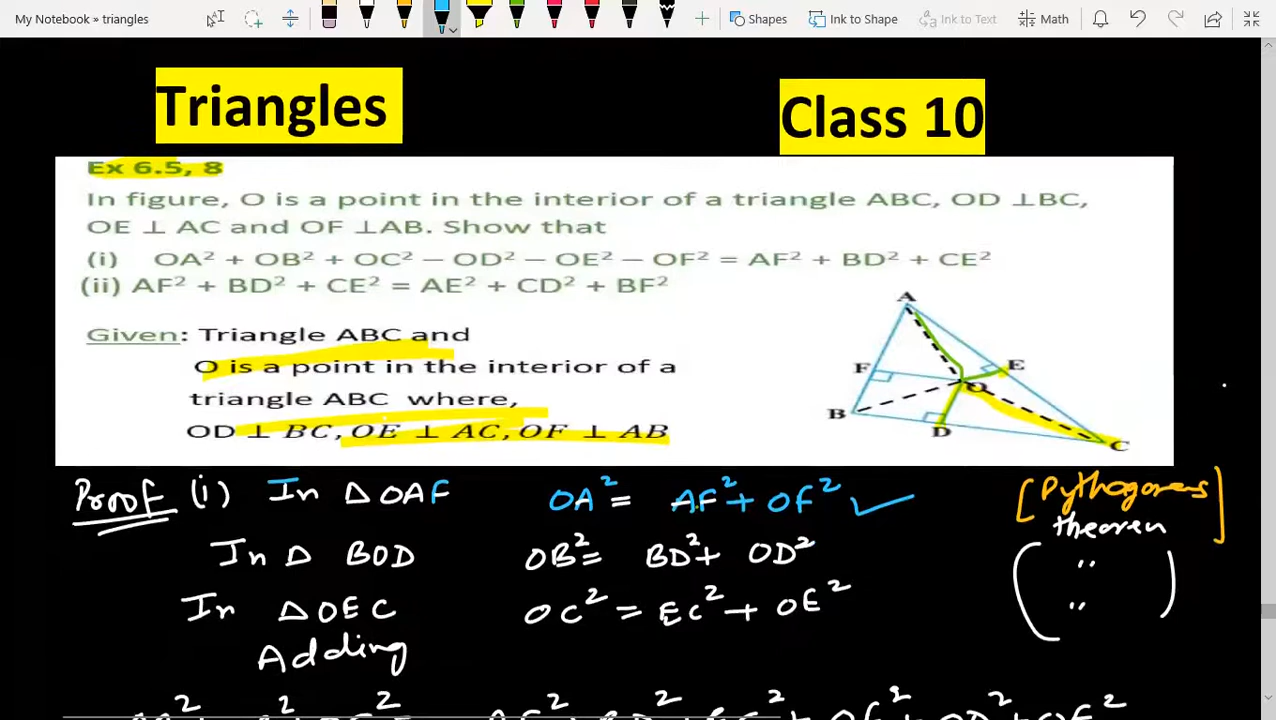 My Notebook » triangles
Shapes Ink to Shape Ink to Text Math
Triangles
Class 10
Ex 6.5, 8
In figure, O is a point in the interior of a triangle ABC, OD ⊥BC,
OE ⊥ AC and OF ⊥AB. Show that
(i) OA² + OB² + OC² – OD² – OE² – OF² = AF² + BD² + CE²
(ii) AF² + BD² + CE² = AE² + CD² + BF²
Given: Triangle ABC and
O is a point in the interior of a
triangle ABC where,
OD ⊥ BC, OE ⊥ AC, OF ⊥ AB
A
F
E
O
B
D
C
Proof (i) In △OAF OA² = AF² + OF² ✓ [Pythogores
theoren
In △ BOD OB² = BD² + OD² ( " )
In △OEC OC² = EC² + OE² "
Adding